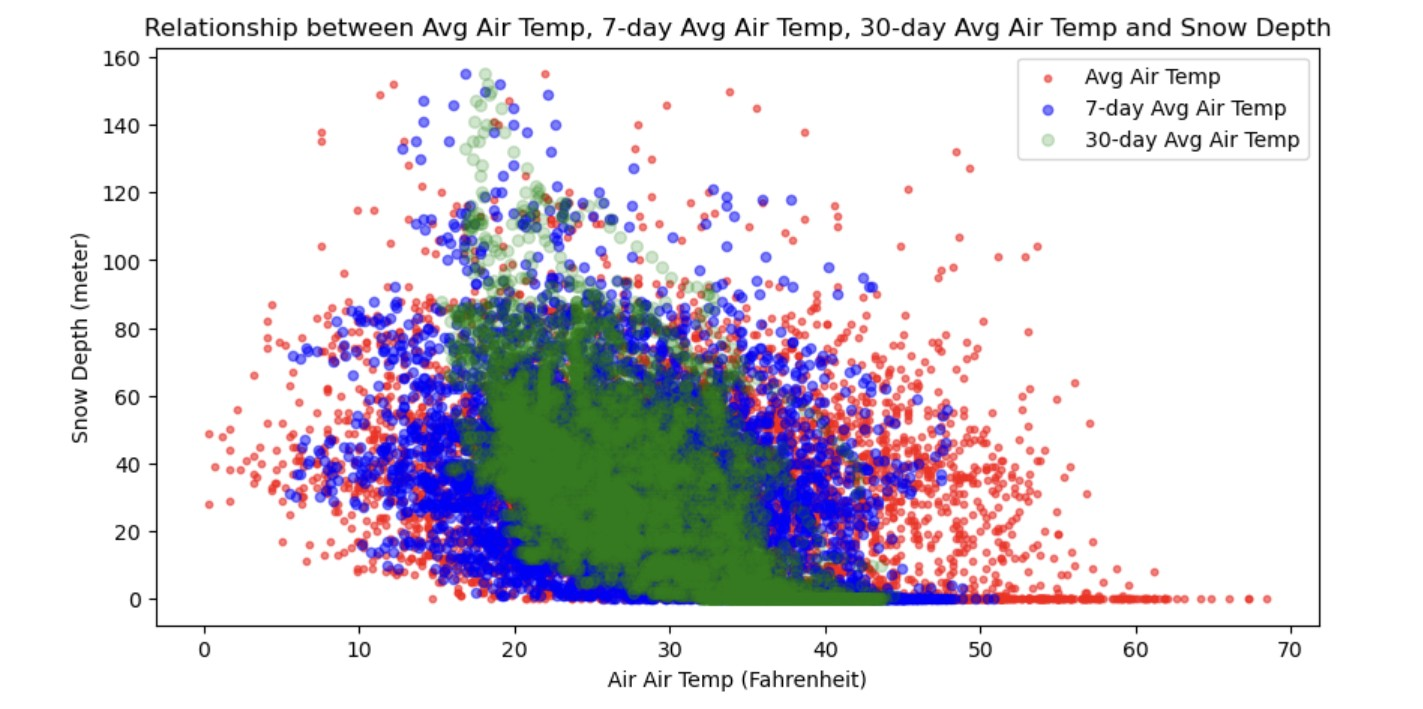 Relationship between Avg Air Temp, 7-day Avg Air Temp, 30-day Avg Air Temp and Snow Depth
Avg Air Temp
7-day Avg Air Temp
30-day Avg Air Temp
160
140
120
100
80
60
40
20
0
Snow Depth (meter)
0 10 20 30 40 50 60 70
Air Air Temp (Fahrenheit)